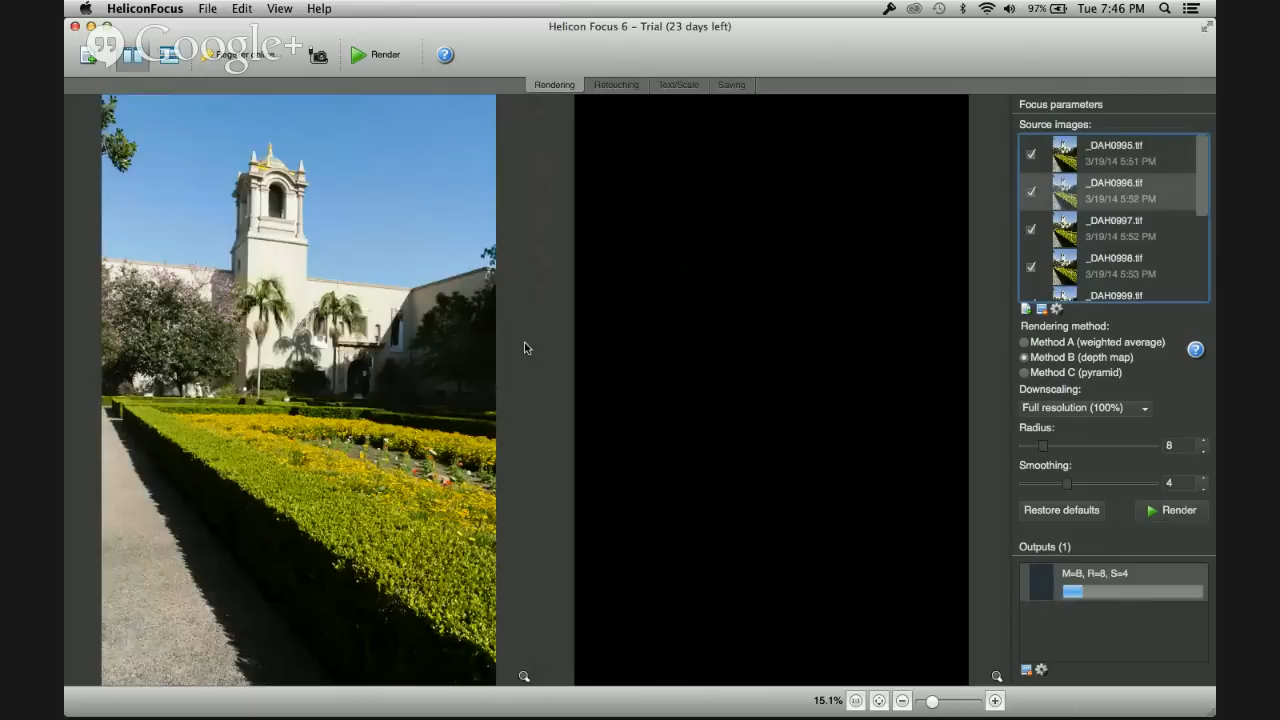 HeliconFocus File Edit View Help 97% Tue 7:46 PM
Helicon Focus 6 - Trial (23 days left)
Google+
Render
Rendering Retouching Text/Scale Saving
Focus parameters
Source images:
_DAH0995.tif
3/19/14 5:51 PM
_DAH0996.tif
3/19/14 5:52 PM
_DAH0997.tif
3/19/14 5:52 PM
_DAH0998.tif
3/19/14 5:53 PM
_DAH0999.tif
Rendering method:
Method A (weighted average)
Method B (depth map)
Method C (pyramid)
Downscaling:
Full resolution (100%)
Radius:
8
Smoothing:
4
Restore defaults Render
Outputs (1)
M=B, R=8, S=4
15.1%